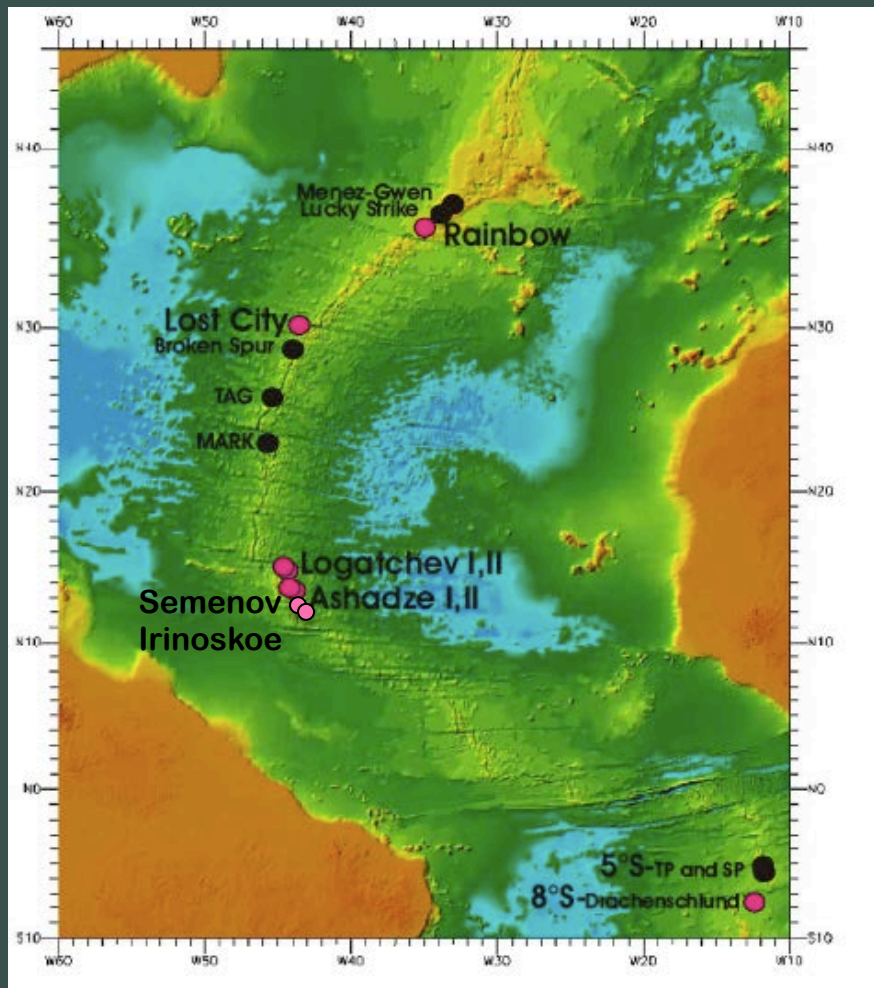 W60 W50 W40 W30 W20 W10
N40 N40
Menez-Gwen
Lucky Strike
Rainbow
Lost City
N30 N30
Broken Spur
TAG
MARK
N20 N20
Logatchev I,II
Ashadze I,II
Semenov
Irinoskoe
N10 N10
N0 N0
5°S-TP and SP
8°S-Drachenschlund
S10 S10
W60 W50 W40 W30 W20 W10